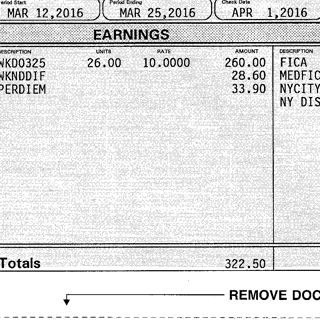 Period Start Period Ending Check Date
MAR 12,2016 MAR 25,2016 APR 1,2016
EARNINGS
DESCRIPTION UNITS RATE AMOUNT DESCRIPTION
WKD0325 26.00 10.0000 260.00 FICA
WKNDDIF 28.60 MEDFIC
PERDIEM 33.90 NYCITY
NY DIS
Totals 322.50
REMOVE DOC